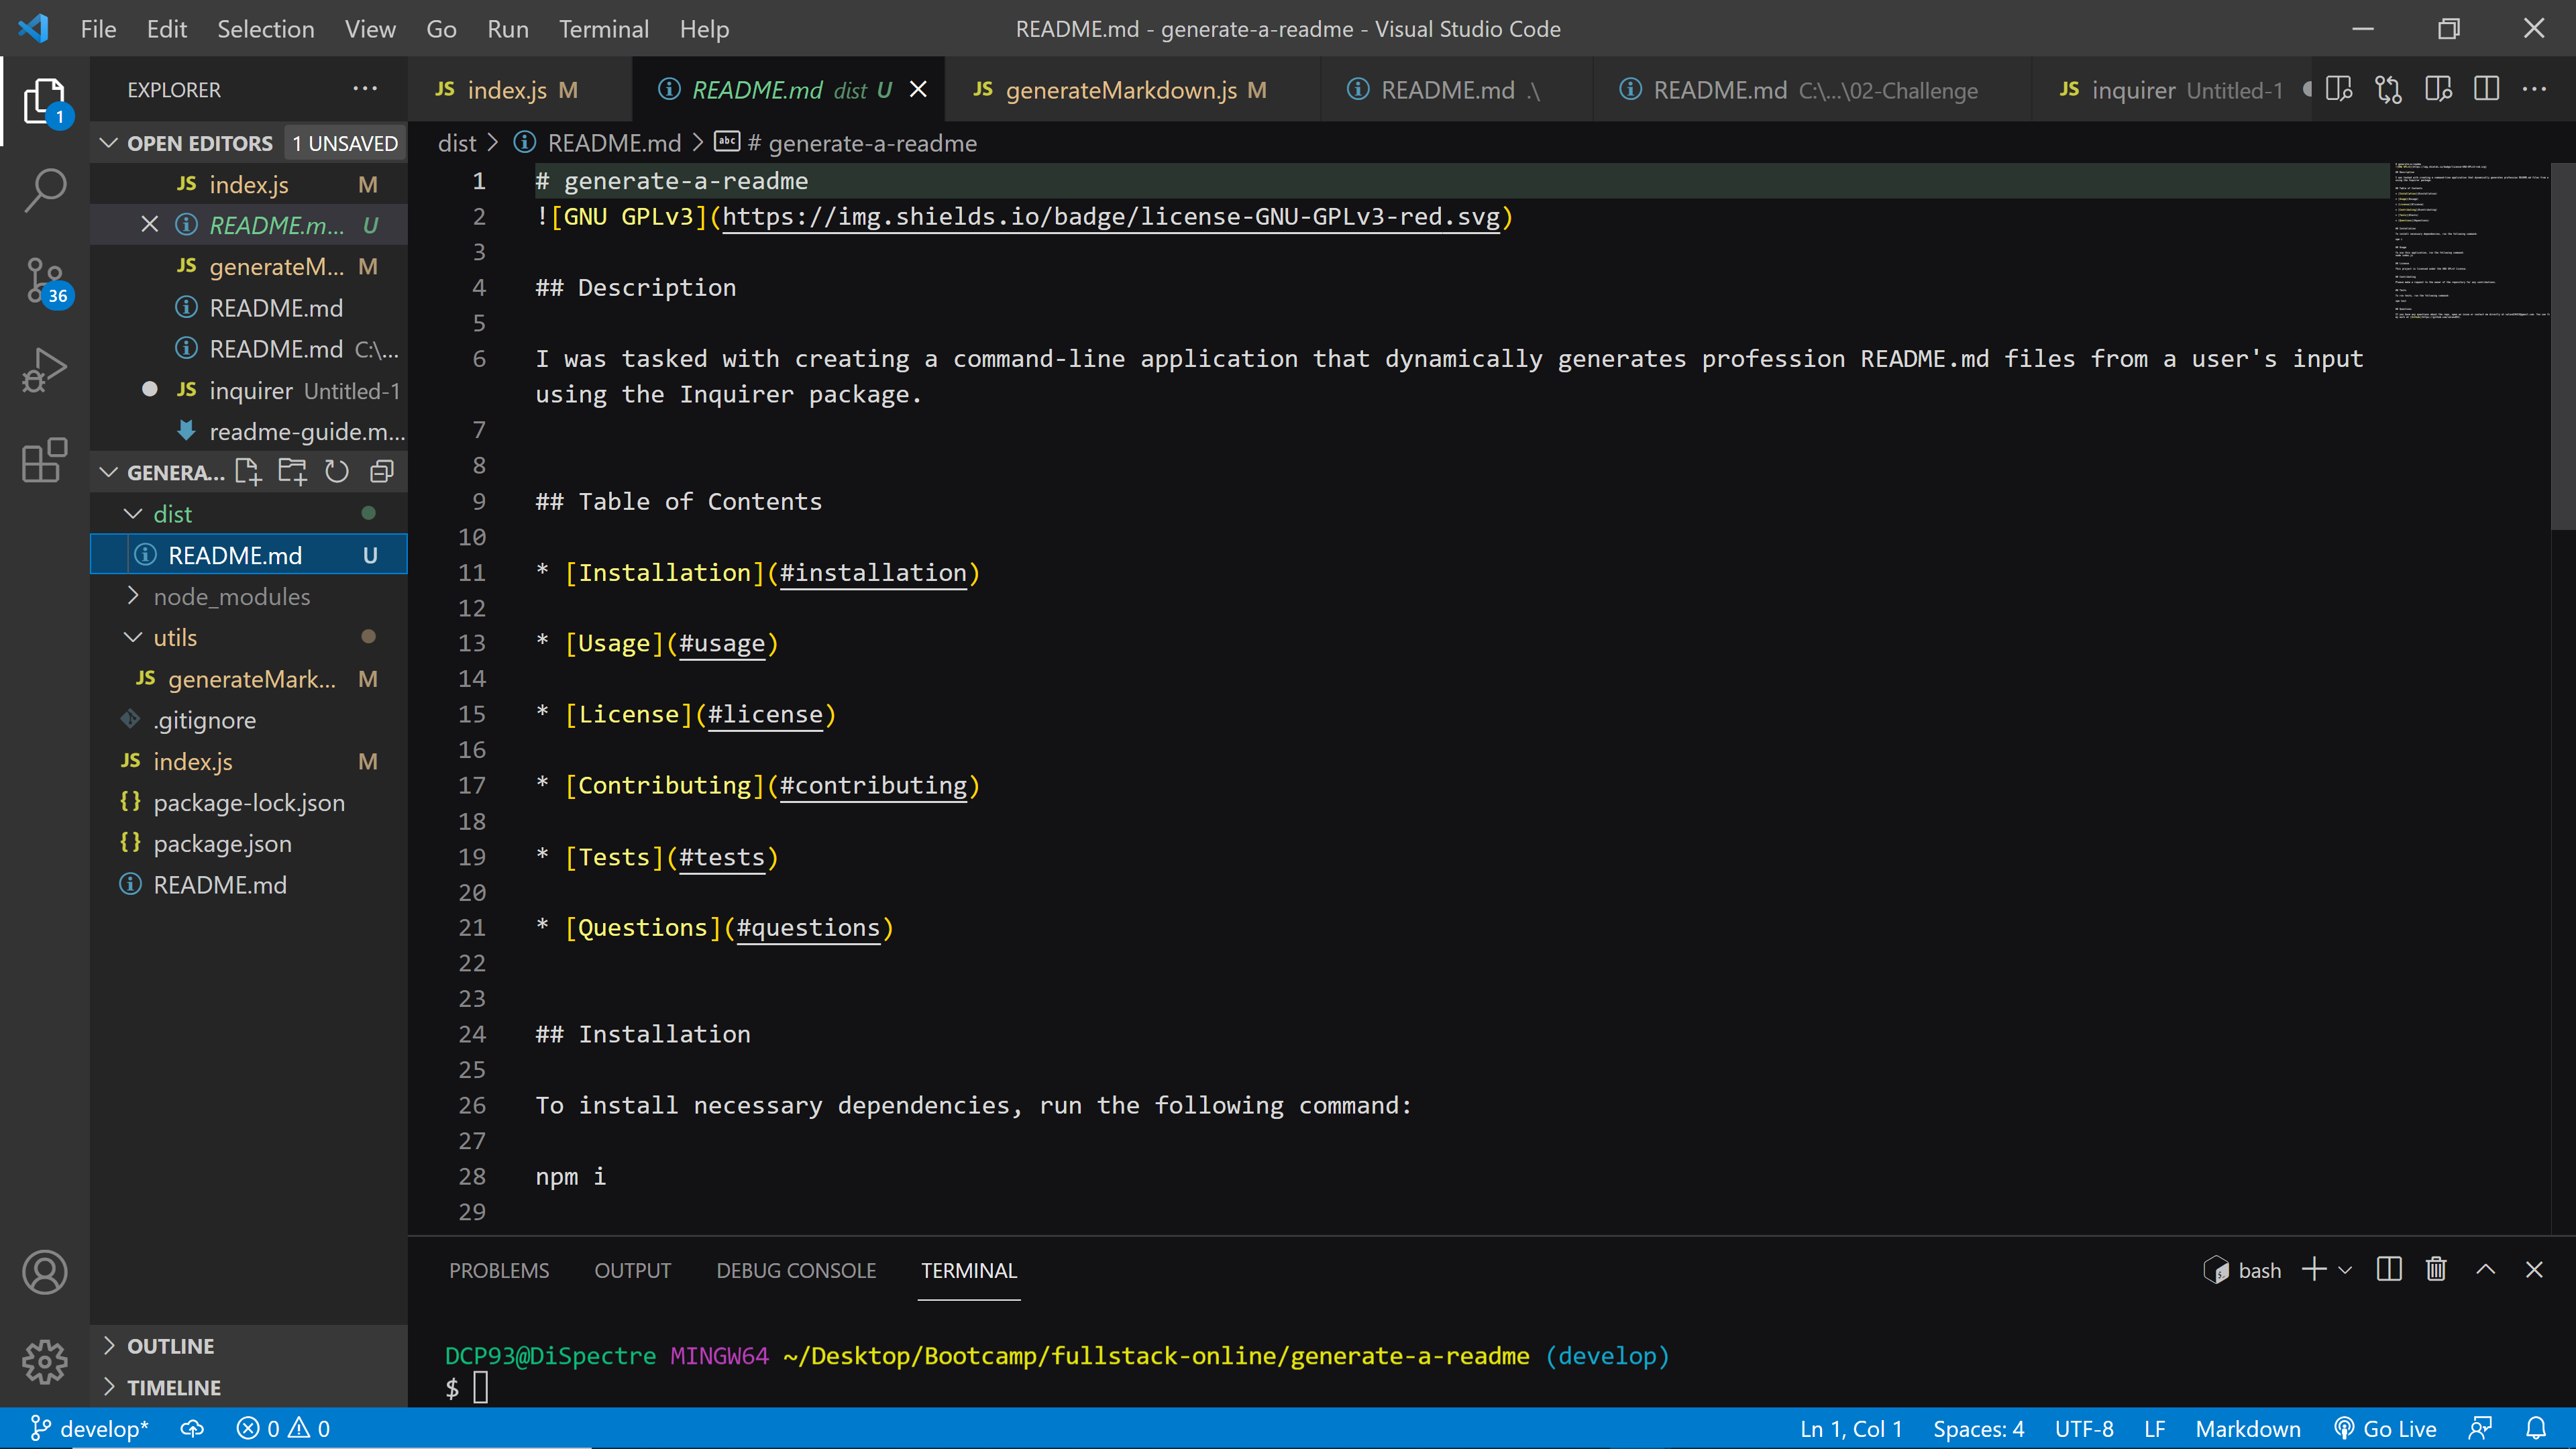 File Edit Selection View Go Run Terminal Help README.md - generate-a-readme - Visual Studio Code
EXPLORER
JS index.js M README.md dist U JS generateMarkdown.js M README.md .\ README.md C:\...\02-Challenge JS inquirer Untitled-1
1
OPEN EDITORS 1 UNSAVED
JS index.js M
README.m... U
JS generateM... M
README.md
README.md C:\...
JS inquirer Untitled-1
readme-guide.m...
36
GENERA...
dist
README.md U
node_modules
utils
JS generateMark... M
.gitignore
JS index.js M
{} package-lock.json
{} package.json
README.md
OUTLINE
TIMELINE
dist > README.md > abc # generate-a-readme
1 # generate-a-readme
2 ![GNU GPLv3](https://img.shields.io/badge/license-GNU-GPLv3-red.svg)
3
4 ## Description
5
6 I was tasked with creating a command-line application that dynamically generates profession README.md files from a user's input
using the Inquirer package.
7
8
9 ## Table of Contents
10
11 * [Installation](#installation)
12
13 * [Usage](#usage)
14
15 * [License](#license)
16
17 * [Contributing](#contributing)
18
19 * [Tests](#tests)
20
21 * [Questions](#questions)
22
23
24 ## Installation
25
26 To install necessary dependencies, run the following command:
27
28 npm i
29
PROBLEMS OUTPUT DEBUG CONSOLE TERMINAL bash
DCP93@DiSpectre MINGW64 ~/Desktop/Bootcamp/fullstack-online/generate-a-readme (develop)
$
develop* 0 0 Ln 1, Col 1 Spaces: 4 UTF-8 LF Markdown Go Live